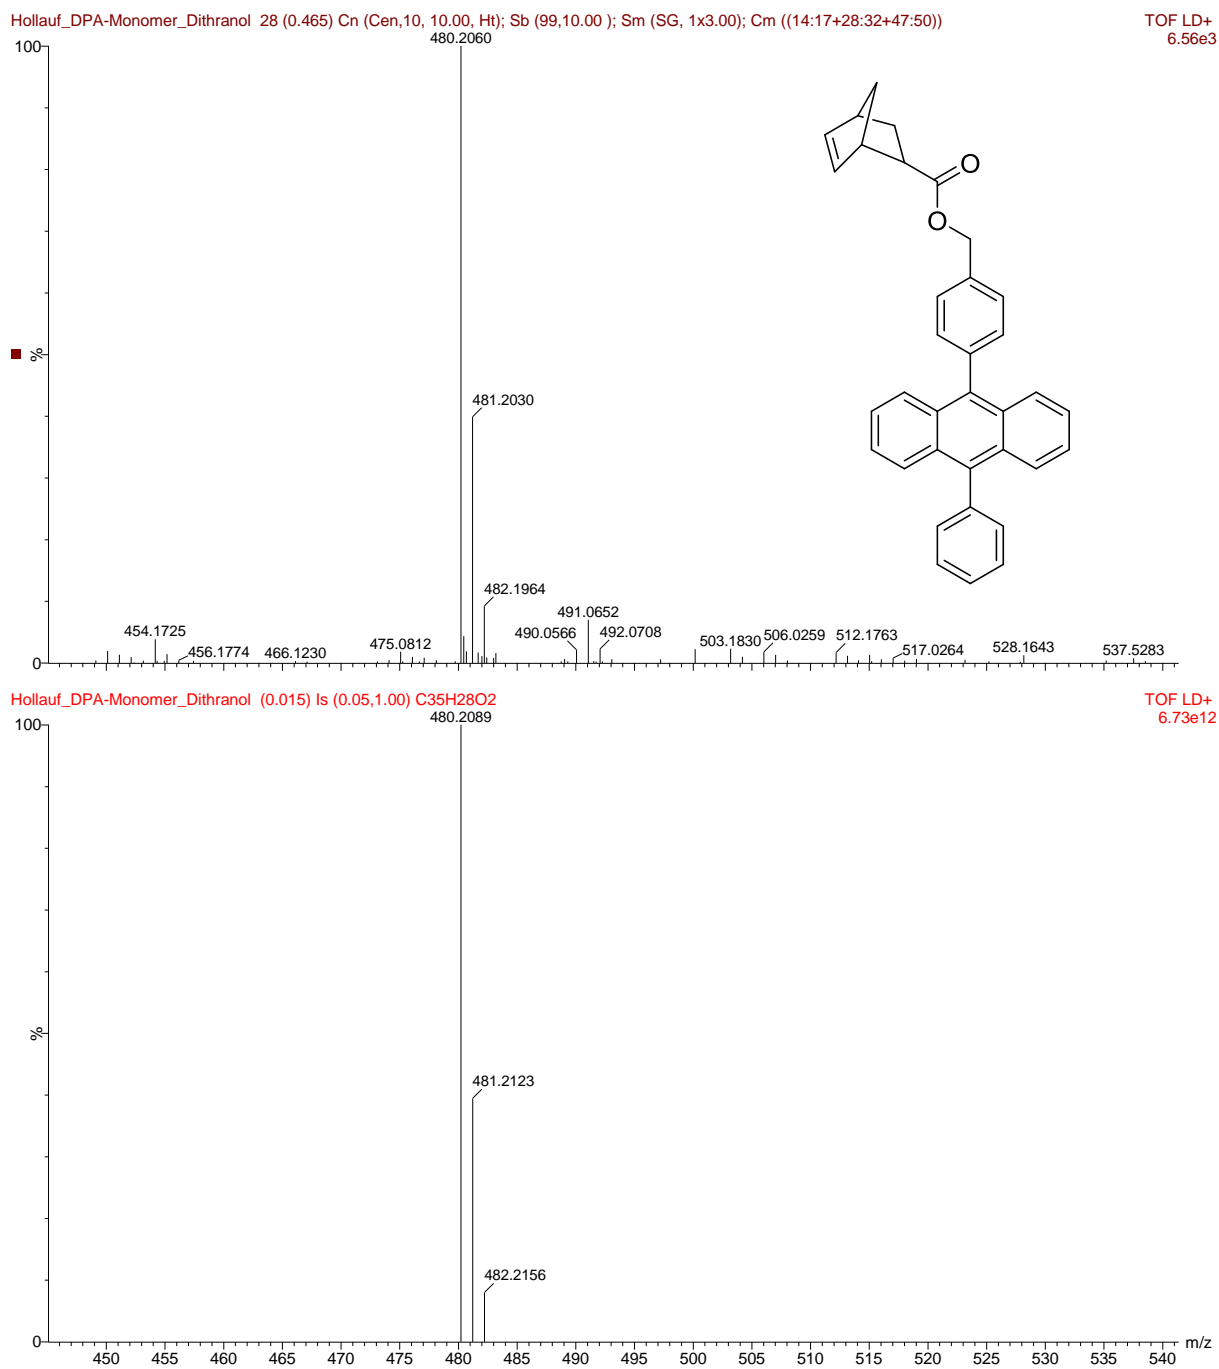 Hollauf_DPA-Monomer_Dithranol 28 (0.465) Cn (Cen,10, 10.00, Ht); Sb (99,10.00 ); Sm (SG, 1x3.00); Cm ((14:17+28:32+47:50))
TOF LD+
6.56e3
100
480.2060
O
O
%
481.2030
482.1964
454.1725
456.1774
466.1230
475.0812
490.0566
491.0652
492.0708
503.1830
506.0259
512.1763
517.0264
528.1643
537.5283
0
Hollauf_DPA-Monomer_Dithranol (0.015) Is (0.05,1.00) C35H28O2
TOF LD+
6.73e12
100
480.2089
%
481.2123
482.2156
0
m/z
450 455 460 465 470 475 480 485 490 495 500 505 510 515 520 525 530 535 540